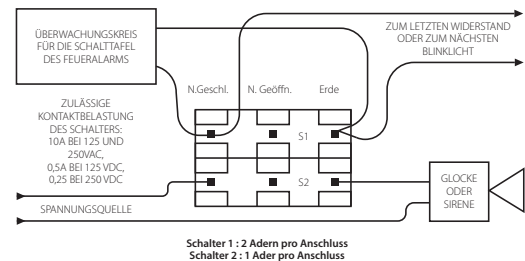 ÜBERWACHUNGSKREIS
FÜR DIE SCHALTTAFEL
DES FEUERALARMS
ZUM LETZTEN WIDERSTAND
ODER ZUM NÄCHSTEN
BLINKLICHT
N.Geschl.
N. Geöffn.
Erde
ZULÄSSIGE
KONTAKTBELASTUNG
DES SCHALTERS:
10A BEI 125 UND
250VAC,
0,5A BEI 125 VDC,
0,25 BEI 250 VDC
S1
S2
GLOCKE
ODER
SIRENE
SPANNUNGSQUELLE
Schalter 1 : 2 Adern pro Anschluss
Schalter 2 : 1 Ader pro Anschluss